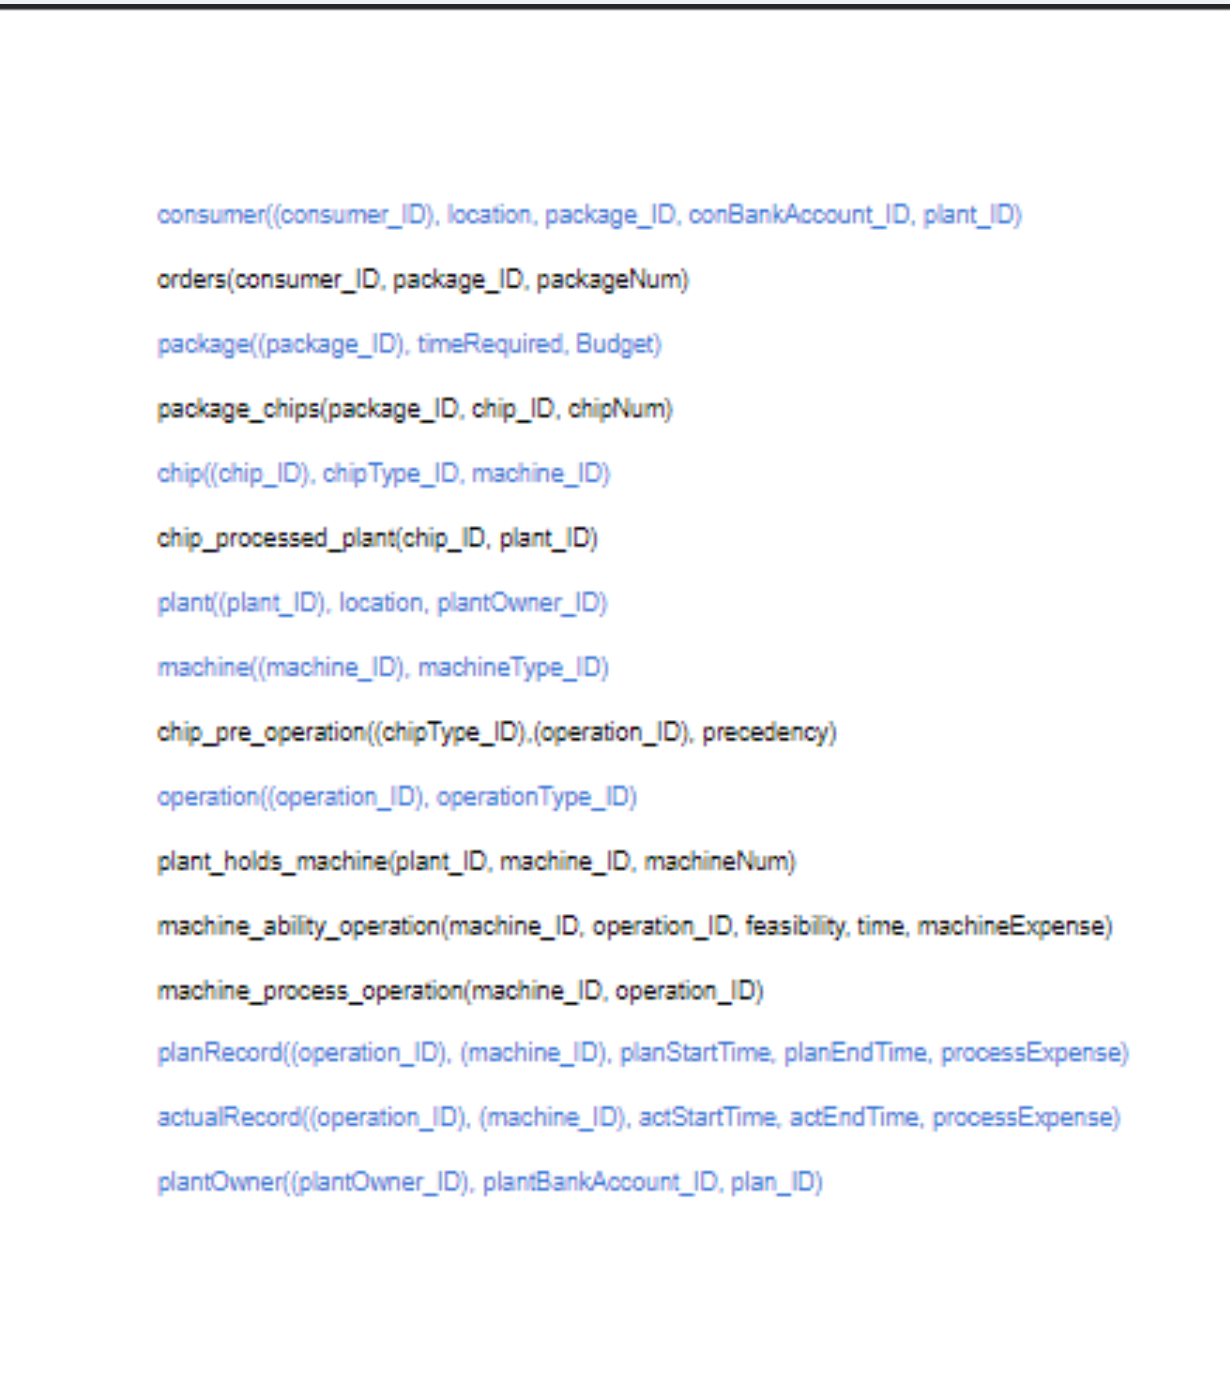 consumer((consumer_ID), location, package_ID, conBankAccount_ID, plant_ID)
orders(consumer_ID, package_ID, packageNum)
package((package_ID), timeRequired, Budget)
package_chips(package_ID, chip_ID, chipNum)
chip((chip_ID), chipType_ID, machine_ID)
chip_processed_plant(chip_ID, plant_ID)
plant((plant_ID), location, plantOwner_ID)
machine((machine_ID), machineType_ID)
chip_pre_operation((chipType_ID),(operation_ID), precedency)
operation((operation_ID), operationType_ID)
plant_holds_machine(plant_ID, machine_ID, machineNum)
machine_ability_operation(machine_ID, operation_ID, feasibility, time, machineExpense)
machine_process_operation(machine_ID, operation_ID)
planRecord((operation_ID), (machine_ID), planStartTime, planEndTime, processExpense)
actualRecord((operation_ID), (machine_ID), actStartTime, actEndTime, processExpense)
plantOwner((plantOwner_ID), plantBankAccount_ID, plan_ID)